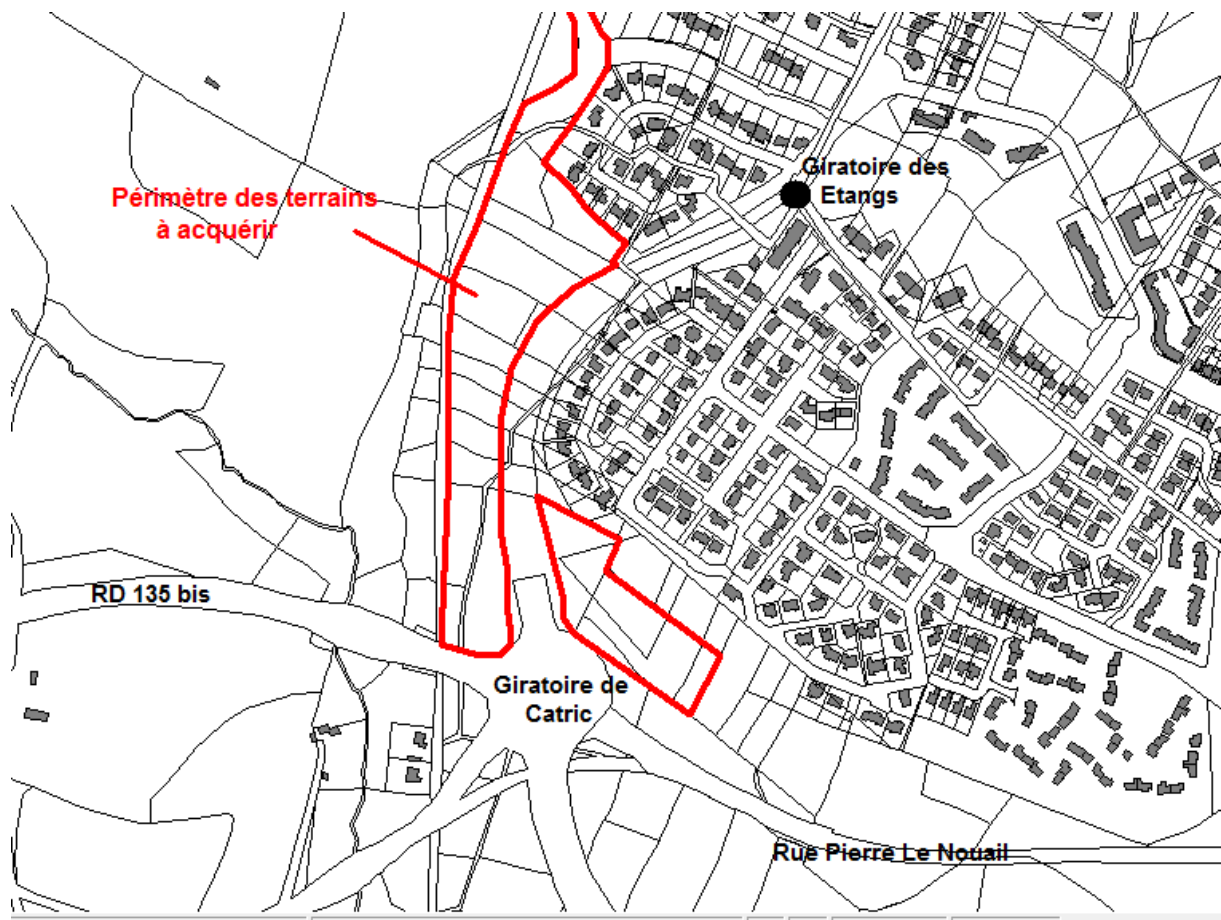 Giratoire des
Etangs
Périmètre des terrains
à acquérir
RD 135 bis
Giratoire de
Catric
Rue Pierre Le Nouail